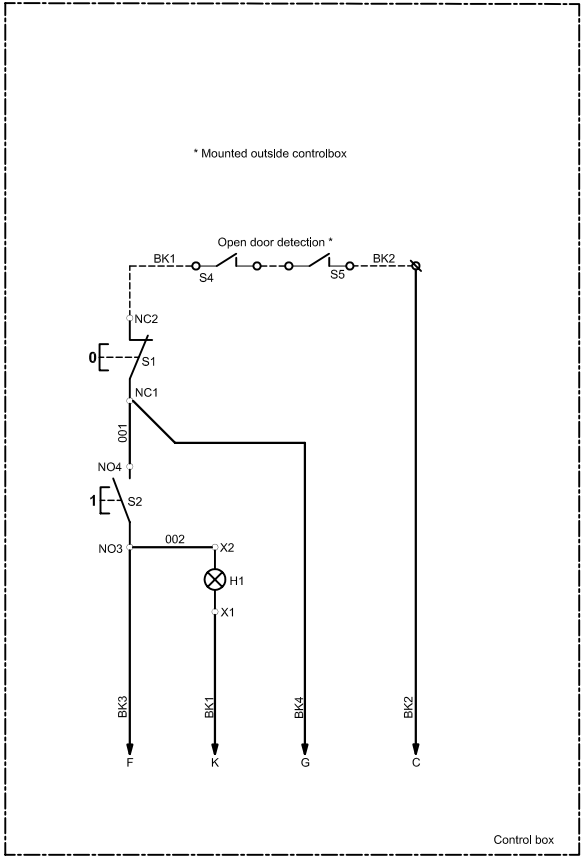 * Mounted outside controlbox
Open door detection *
BK1
BK2
S4
S5
NC2
0
S1
NC1
001
NO4
1
S2
002
NO3
X2
H1
X1
BK3
BK1
BK4
BK2
F
K
G
C
Control box